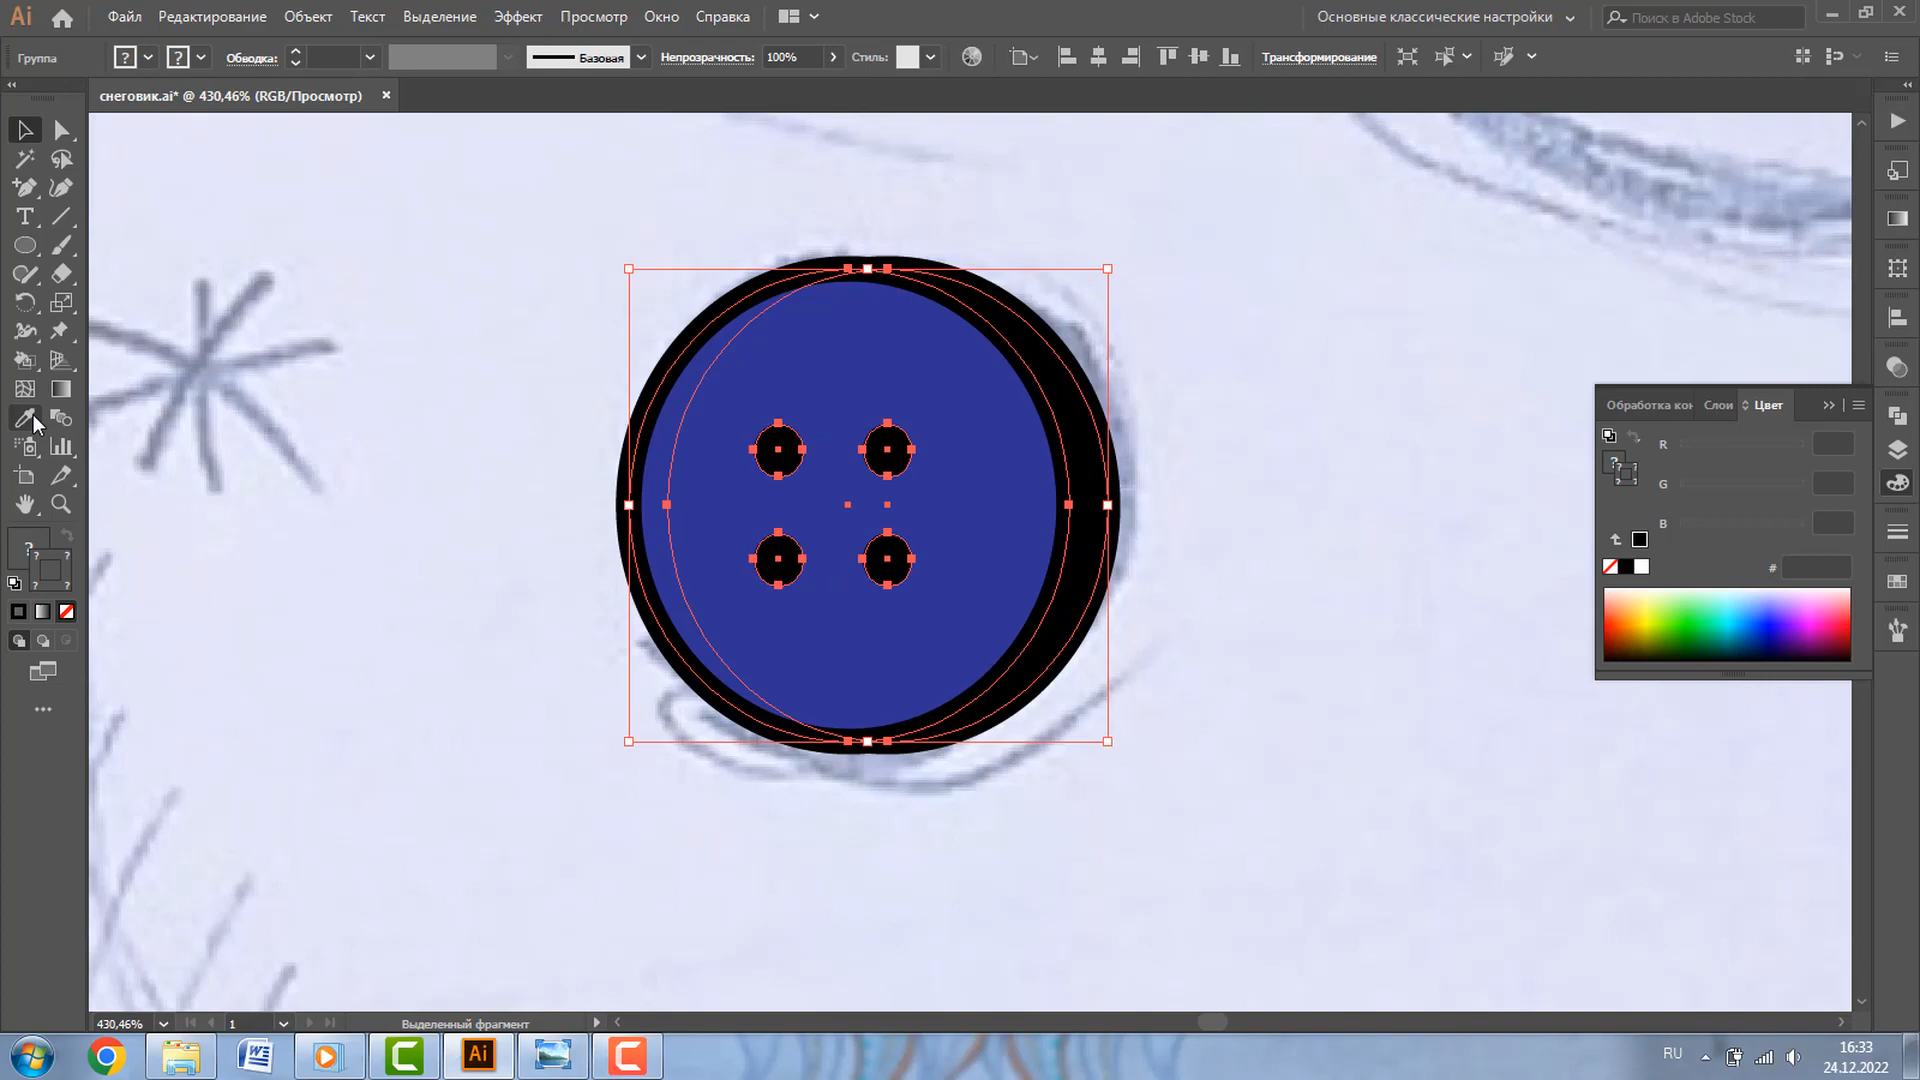 Ai Файл Редактирование Объект Текст Выделение Эффект Просмотр Окно Справка Основные классические настройки Поиск в Adobe Stock
Группа ? ? Обводка: Базовая Непрозрачность: 100% Стиль: Трансформирование
снеговик.ai* @ 430,46% (RGB/Просмотр) ×
Обработка кон Слои Цвет
R
G
B
#
430,46% 1 Выделенный фрагмент
RU 16:33
24.12.2022